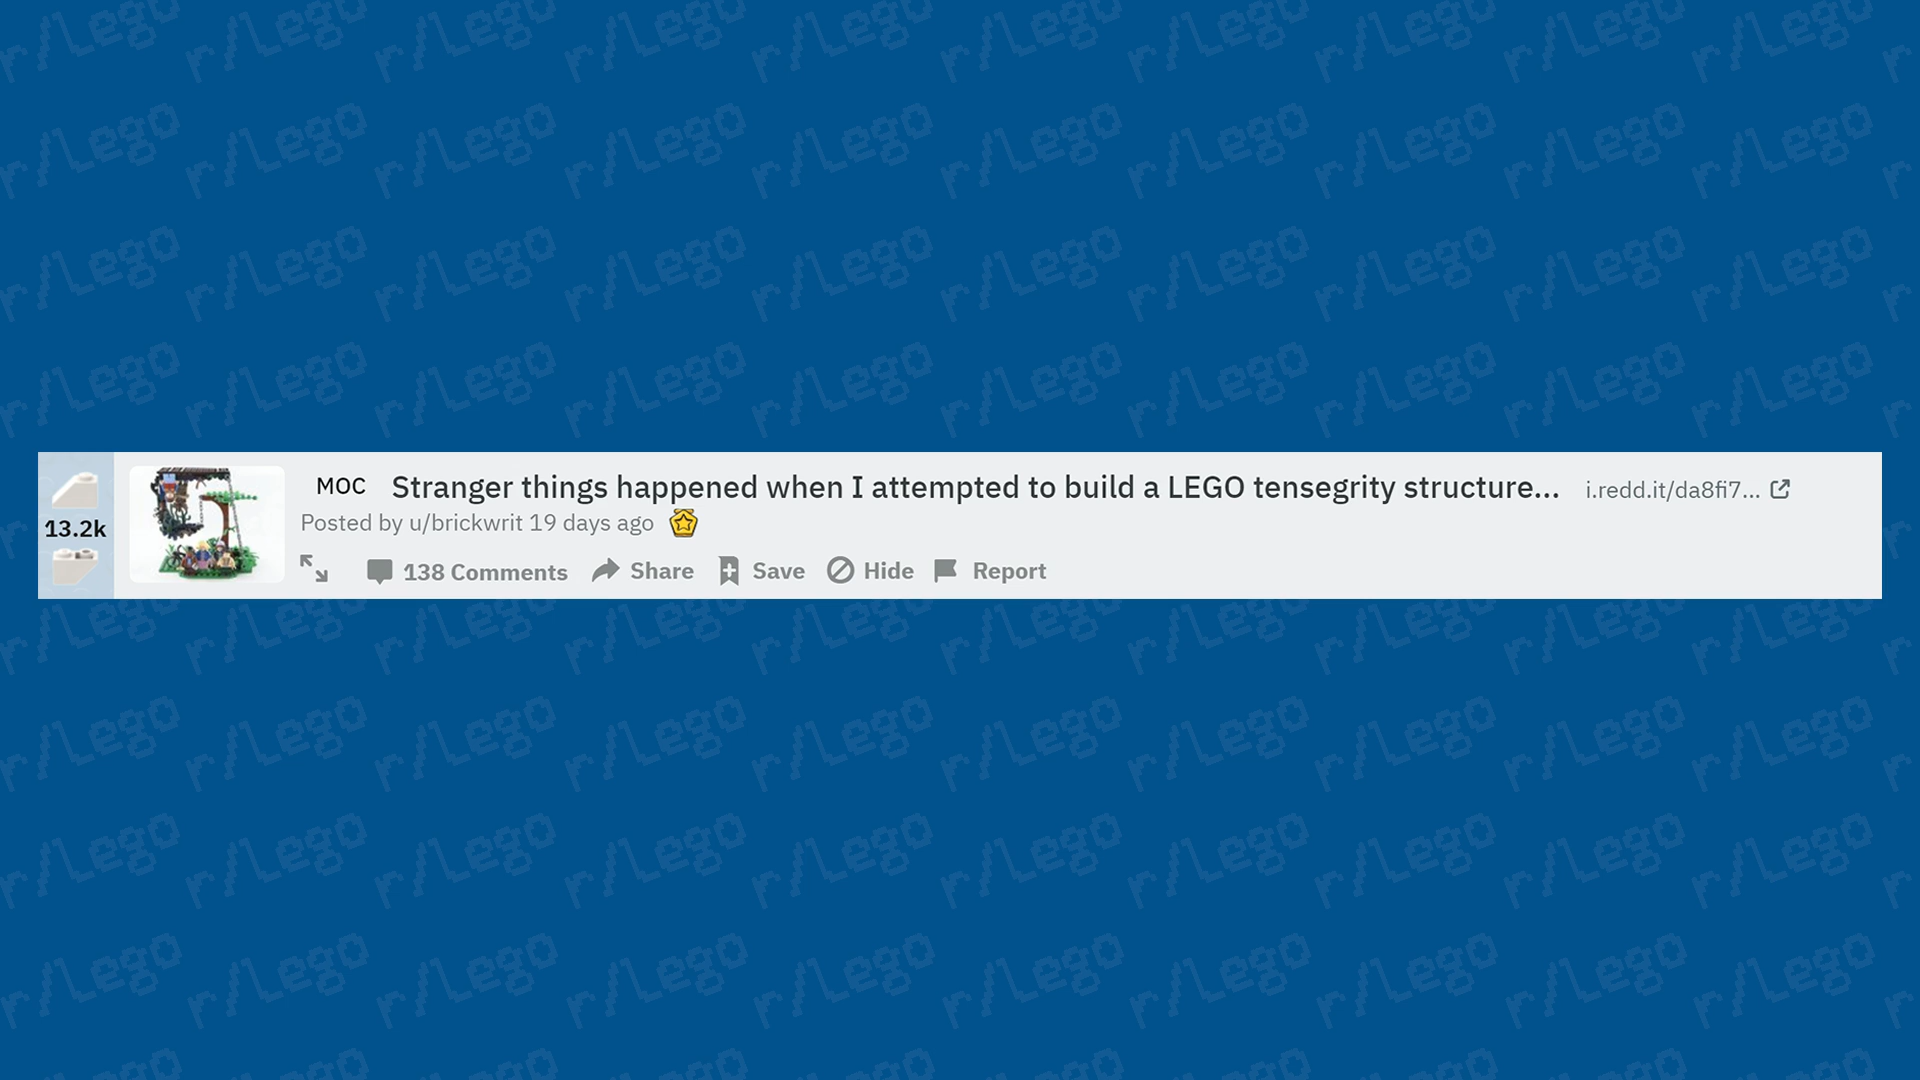 r/Lego
MOC Stranger things happened when I attempted to build a LEGO tensegrity structure... i.redd.it/da8fi7...
13.2k
Posted by u/brickwrit 19 days ago
138 Comments Share Save Hide Report